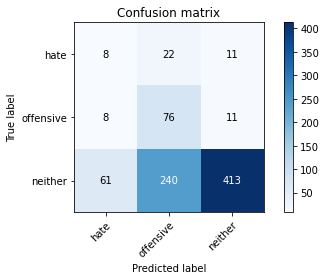 Confusion matrix
True label
hate 8 22 11
offensive 8 76 11
neither 61 240 413
hate offensive neither
Predicted label
400
350
300
250
200
150
100
50